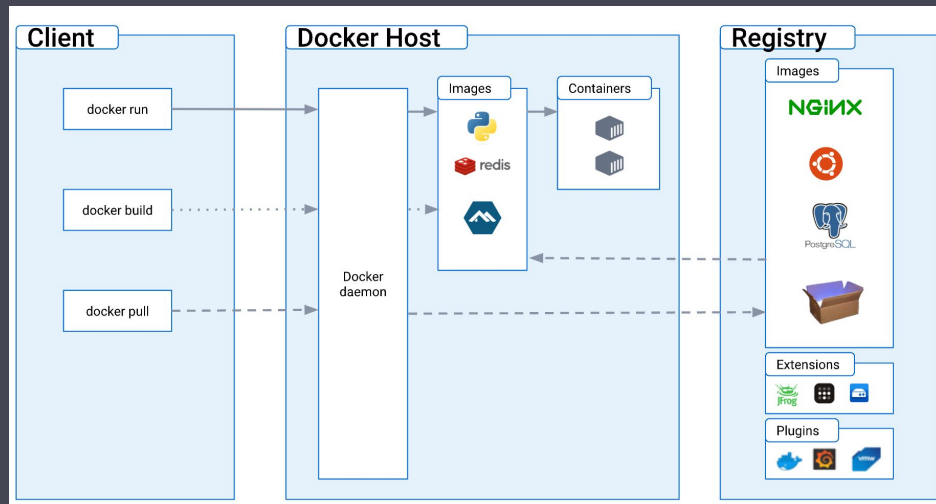 Client
docker run
docker build
docker pull
Docker Host
Docker
daemon
Images
redis
Containers
Registry
Images
NGINX
PostgreSQL
Extensions
JFrog
Plugins
vmw